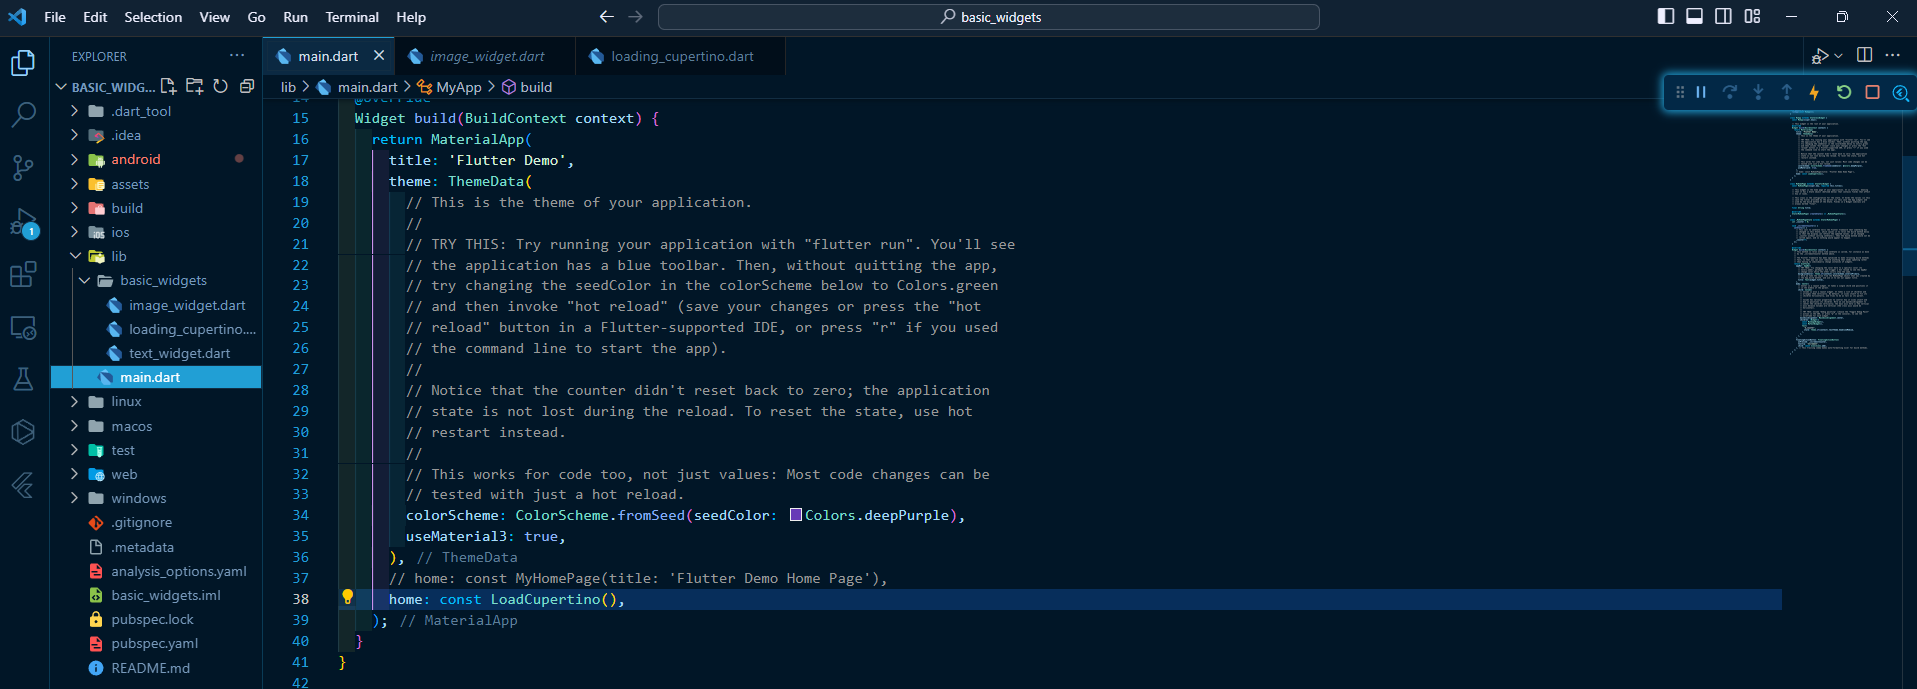 File Edit Selection View Go Run Terminal Help
basic_widgets
EXPLORER
BASIC_WIDG...
.dart_tool
.idea
android
assets
build
ios
lib
basic_widgets
image_widget.dart
loading_cupertino....
text_widget.dart
main.dart
linux
macos
test
web
windows
.gitignore
.metadata
analysis_options.yaml
basic_widgets.iml
pubspec.lock
pubspec.yaml
README.md
1
main.dart image_widget.dart loading_cupertino.dart
lib > main.dart > MyApp > build
14 @override
15 Widget build(BuildContext context) {
16 return MaterialApp(
17 title: 'Flutter Demo',
18 theme: ThemeData(
19 // This is the theme of your application.
20 //
21 // TRY THIS: Try running your application with "flutter run". You'll see
22 // the application has a blue toolbar. Then, without quitting the app,
23 // try changing the seedColor in the colorScheme below to Colors.green
24 // and then invoke "hot reload" (save your changes or press the "hot
25 // reload" button in a Flutter-supported IDE, or press "r" if you used
26 // the command line to start the app).
27 //
28 // Notice that the counter didn't reset back to zero; the application
29 // state is not lost during the reload. To reset the state, use hot
30 // restart instead.
31 //
32 // This works for code too, not just values: Most code changes can be
33 // tested with just a hot reload.
34 colorScheme: ColorScheme.fromSeed(seedColor: Colors.deepPurple),
35 useMaterial3: true,
36 ), // ThemeData
37 // home: const MyHomePage(title: 'Flutter Demo Home Page'),
38 home: const LoadCupertino(),
39 ); // MaterialApp
40 }
41 }
42